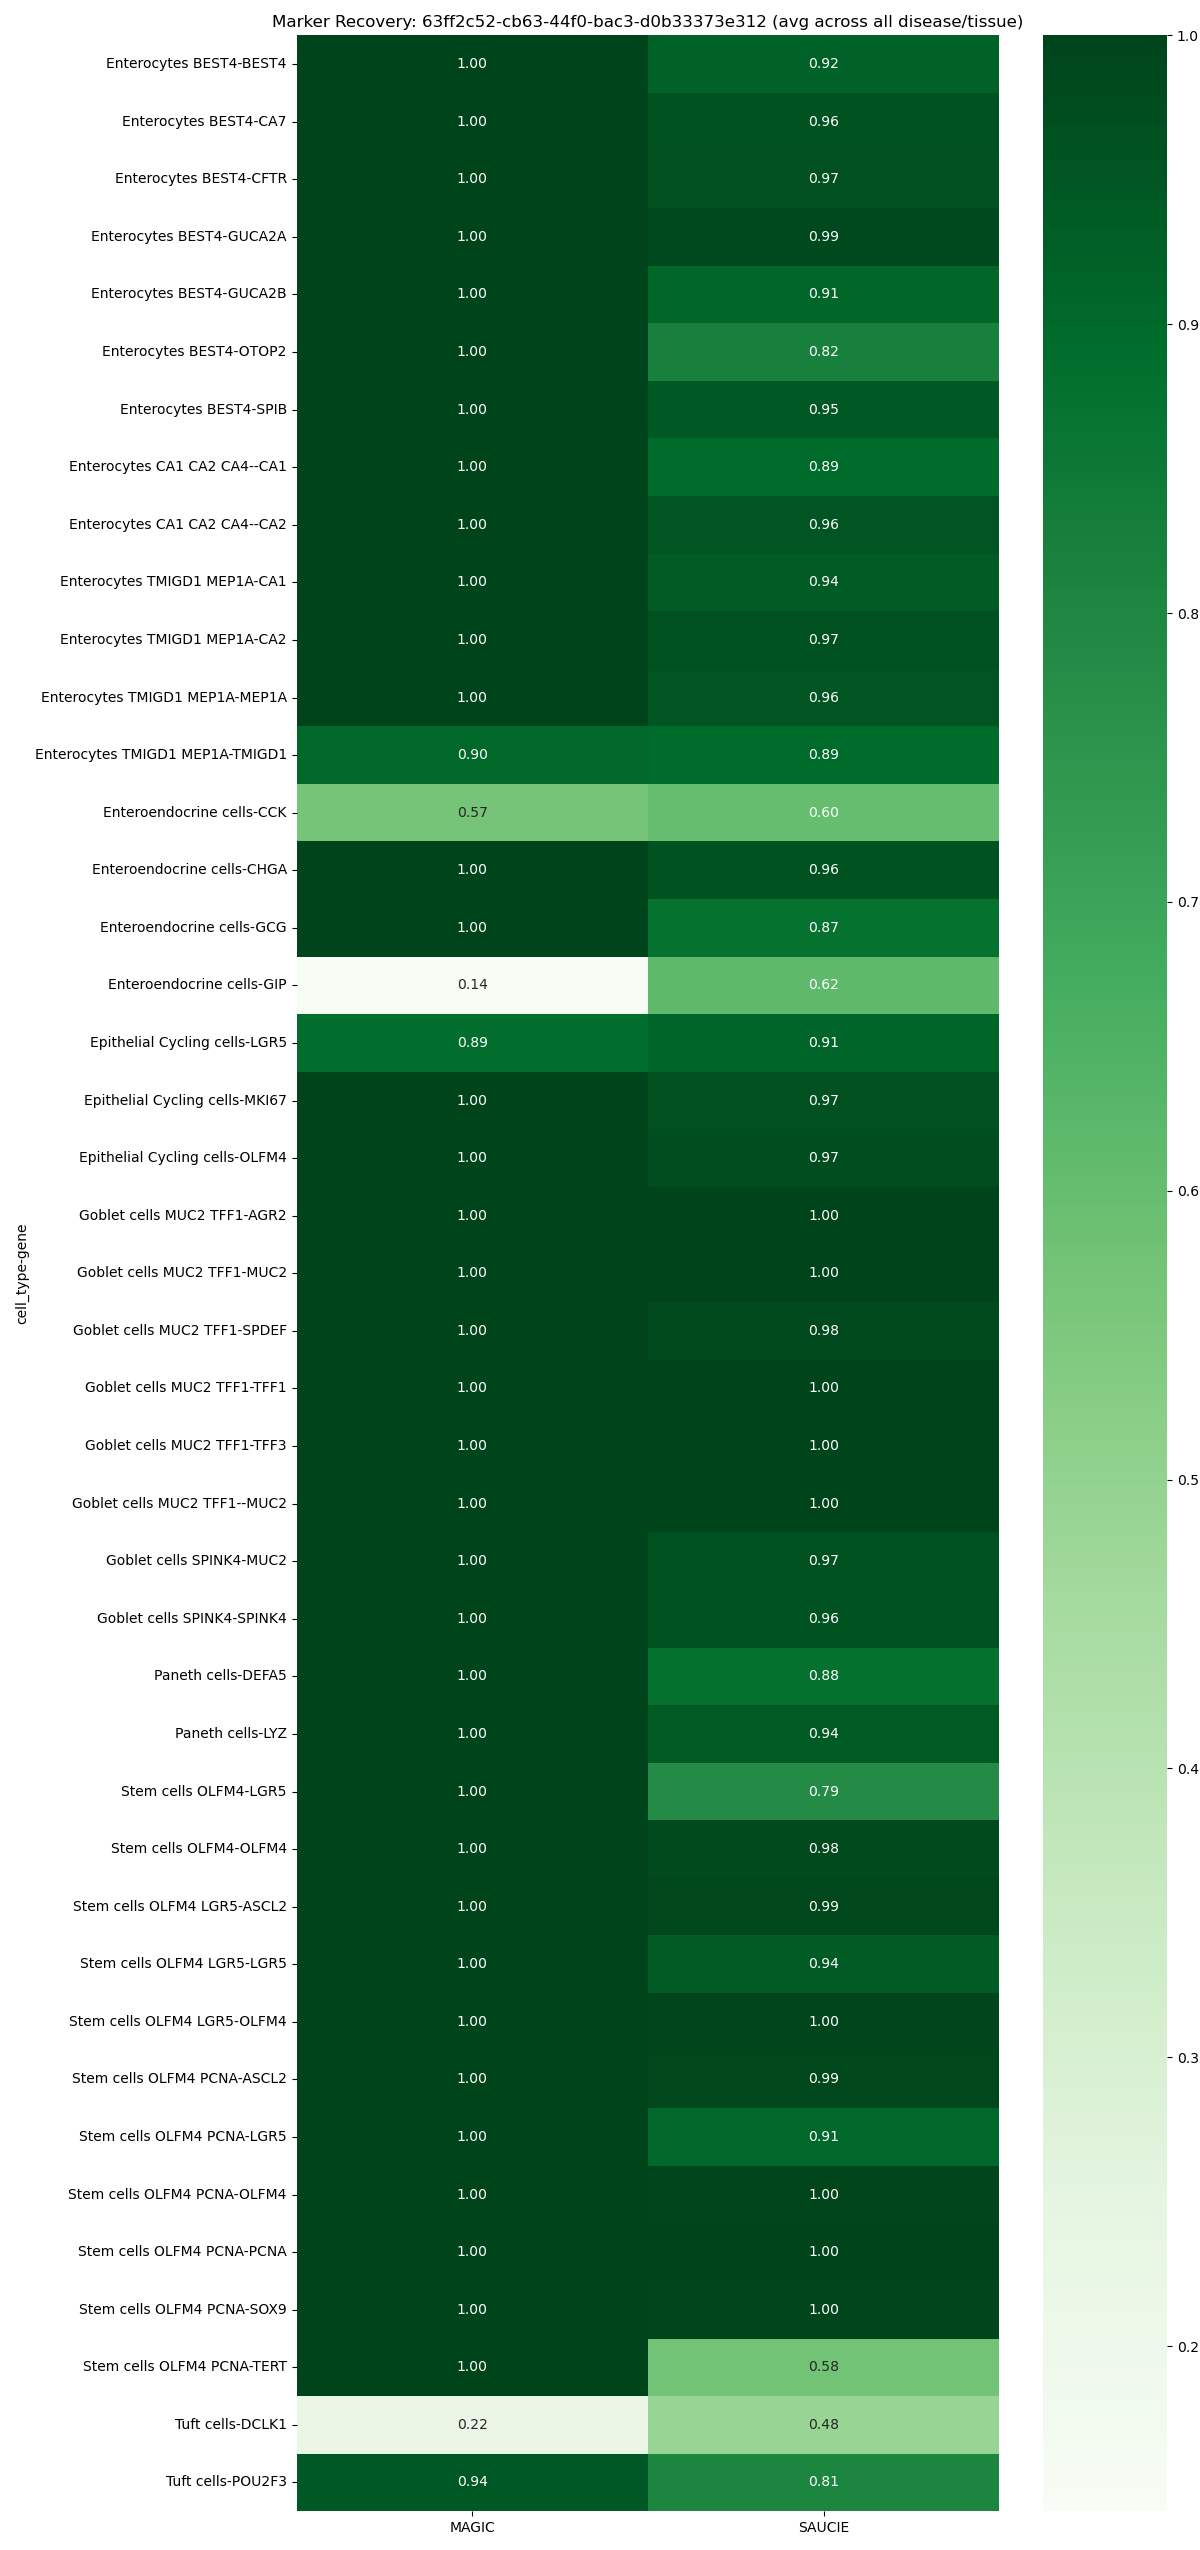 Marker Recovery: 63ff2c52-cb63-44f0-bac3-d0b33373e312 (avg across all disease/tissue)
cell_type-gene
Enterocytes BEST4-BEST4 1.00 0.92
Enterocytes BEST4-CA7 1.00 0.96
Enterocytes BEST4-CFTR 1.00 0.97
Enterocytes BEST4-GUCA2A 1.00 0.99
Enterocytes BEST4-GUCA2B 1.00 0.91
Enterocytes BEST4-OTOP2 1.00 0.82
Enterocytes BEST4-SPIB 1.00 0.95
Enterocytes CA1 CA2 CA4--CA1 1.00 0.89
Enterocytes CA1 CA2 CA4--CA2 1.00 0.96
Enterocytes TMIGD1 MEP1A-CA1 1.00 0.94
Enterocytes TMIGD1 MEP1A-CA2 1.00 0.97
Enterocytes TMIGD1 MEP1A-MEP1A 1.00 0.96
Enterocytes TMIGD1 MEP1A-TMIGD1 0.90 0.89
Enteroendocrine cells-CCK 0.57 0.60
Enteroendocrine cells-CHGA 1.00 0.96
Enteroendocrine cells-GCG 1.00 0.87
Enteroendocrine cells-GIP 0.14 0.62
Epithelial Cycling cells-LGR5 0.89 0.91
Epithelial Cycling cells-MKI67 1.00 0.97
Epithelial Cycling cells-OLFM4 1.00 0.97
Goblet cells MUC2 TFF1-AGR2 1.00 1.00
Goblet cells MUC2 TFF1-MUC2 1.00 1.00
Goblet cells MUC2 TFF1-SPDEF 1.00 0.98
Goblet cells MUC2 TFF1-TFF1 1.00 1.00
Goblet cells MUC2 TFF1-TFF3 1.00 1.00
Goblet cells MUC2 TFF1--MUC2 1.00 1.00
Goblet cells SPINK4-MUC2 1.00 0.97
Goblet cells SPINK4-SPINK4 1.00 0.96
Paneth cells-DEFA5 1.00 0.88
Paneth cells-LYZ 1.00 0.94
Stem cells OLFM4-LGR5 1.00 0.79
Stem cells OLFM4-OLFM4 1.00 0.98
Stem cells OLFM4 LGR5-ASCL2 1.00 0.99
Stem cells OLFM4 LGR5-LGR5 1.00 0.94
Stem cells OLFM4 LGR5-OLFM4 1.00 1.00
Stem cells OLFM4 PCNA-ASCL2 1.00 0.99
Stem cells OLFM4 PCNA-LGR5 1.00 0.91
Stem cells OLFM4 PCNA-OLFM4 1.00 1.00
Stem cells OLFM4 PCNA-PCNA 1.00 1.00
Stem cells OLFM4 PCNA-SOX9 1.00 1.00
Stem cells OLFM4 PCNA-TERT 1.00 0.58
Tuft cells-DCLK1 0.22 0.48
Tuft cells-POU2F3 0.94 0.81
MAGIC SAUCIE
1.0
0.9
0.8
0.7
0.6
0.5
0.4
0.3
0.2